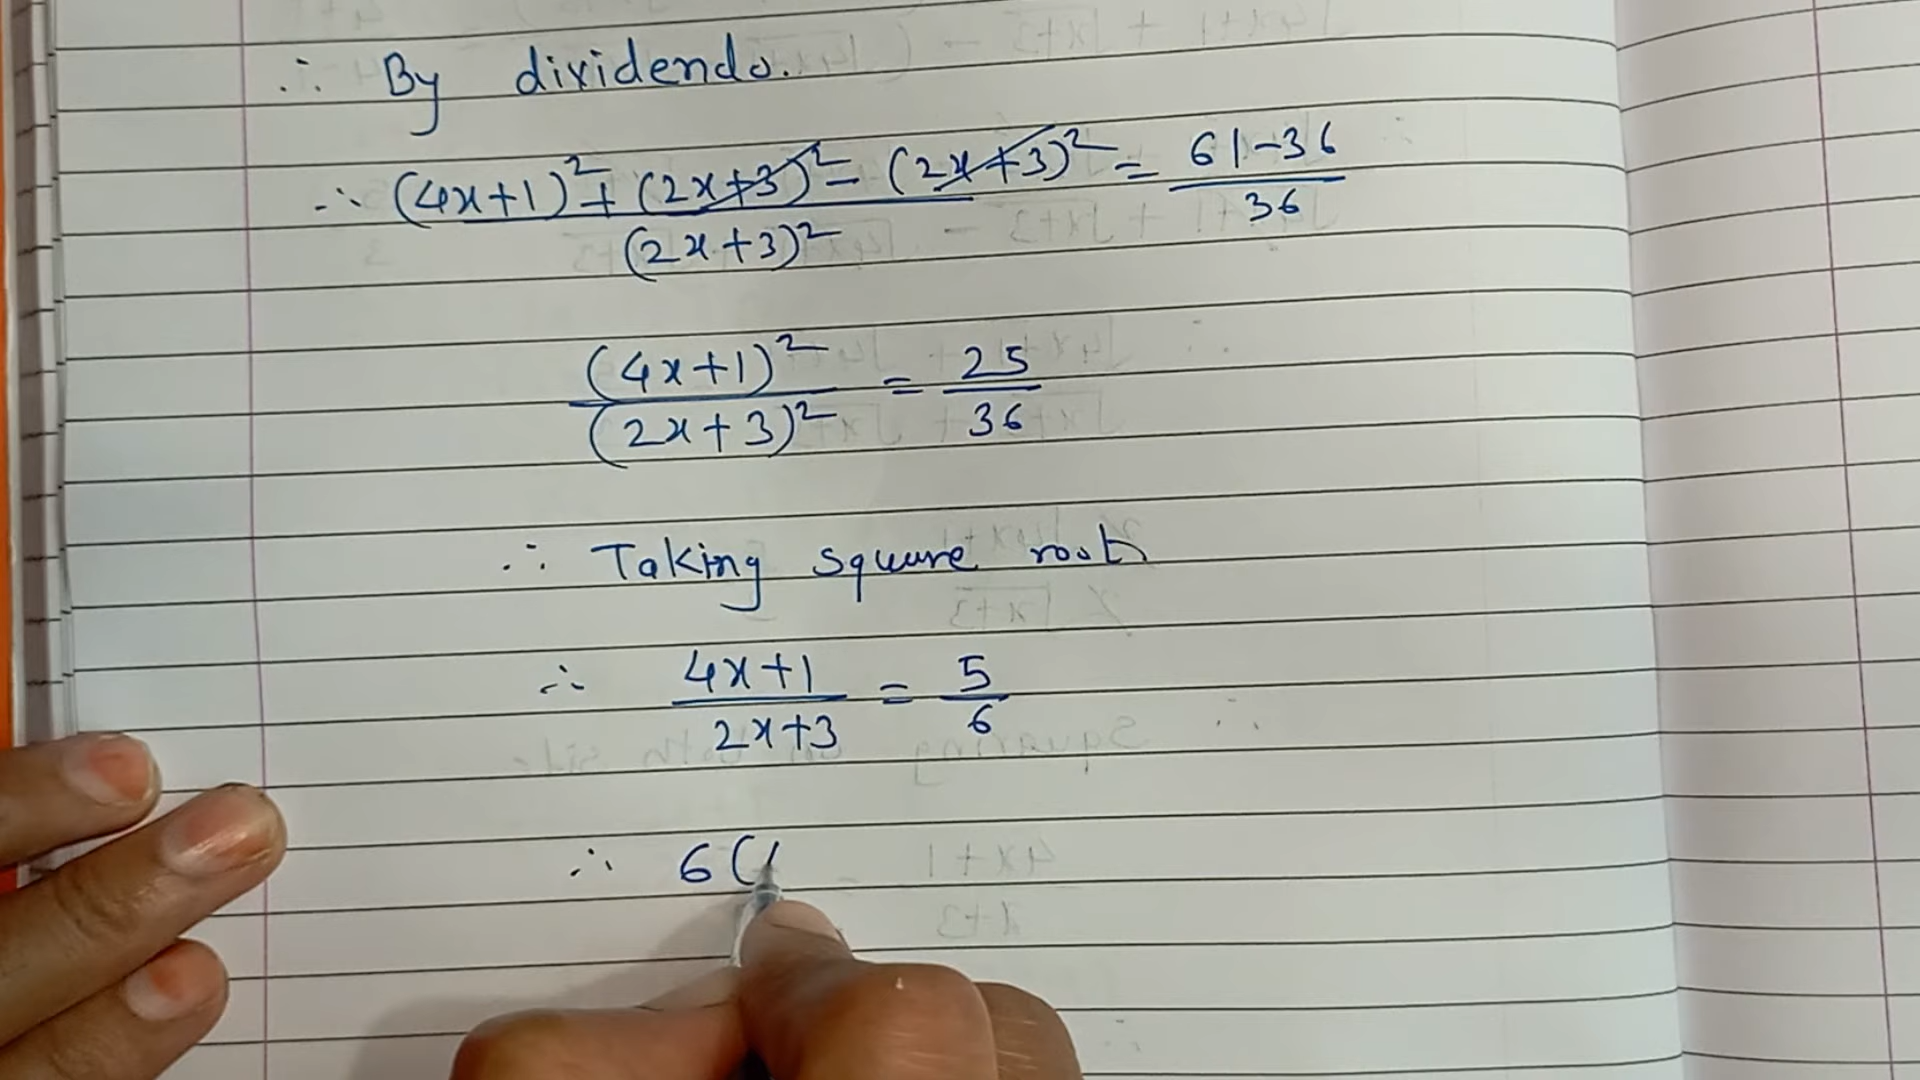 ∴ By dividendo.
∴ (4x+1)² + (2x+3)² - (2x+3)² = 61-36
(2x+3)² 36
(4x+1)² = 25
(2x+3)² 36
∴ Taking square root
∴ 4x+1 = 5
2x+3 6
∴ 6(